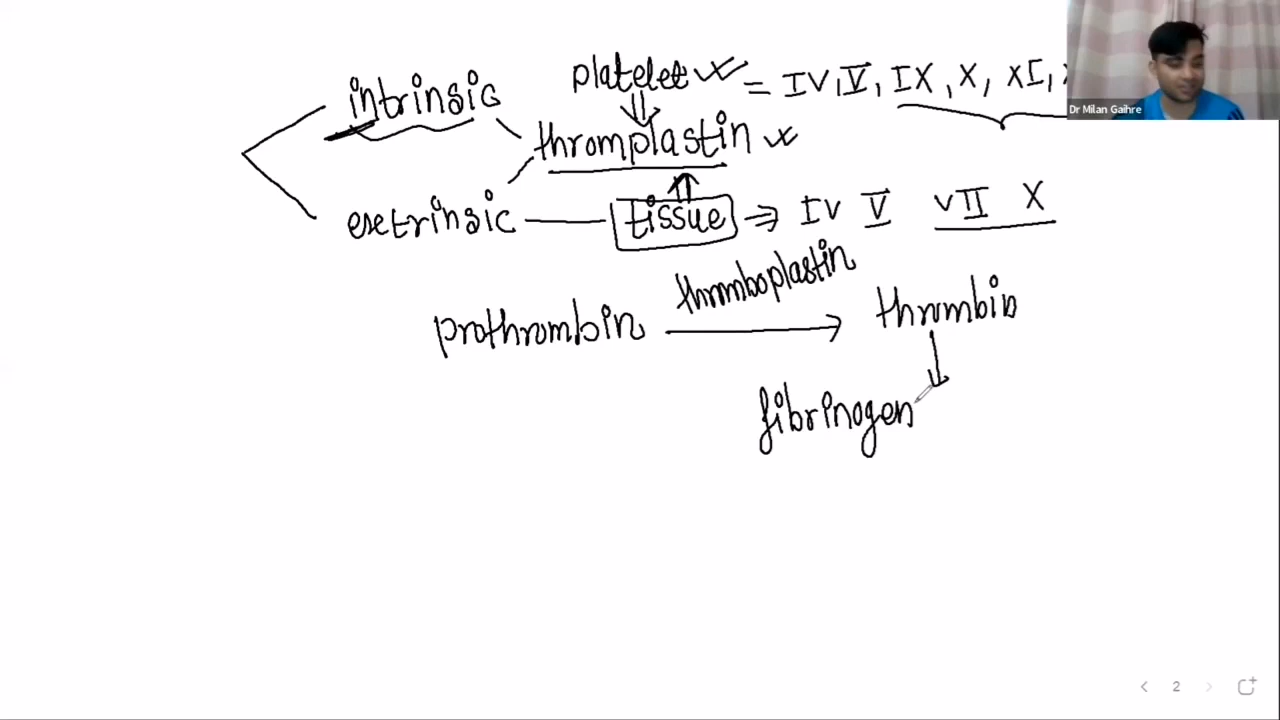 platelet = IV, V, IX, X, XI,
intrinsic
thromplastin
Dr Milan Gaihre
extrinsic tissue ⇒ IV V VII X
thromboplastin
prothrombin → thrombin
fibrinogen
2